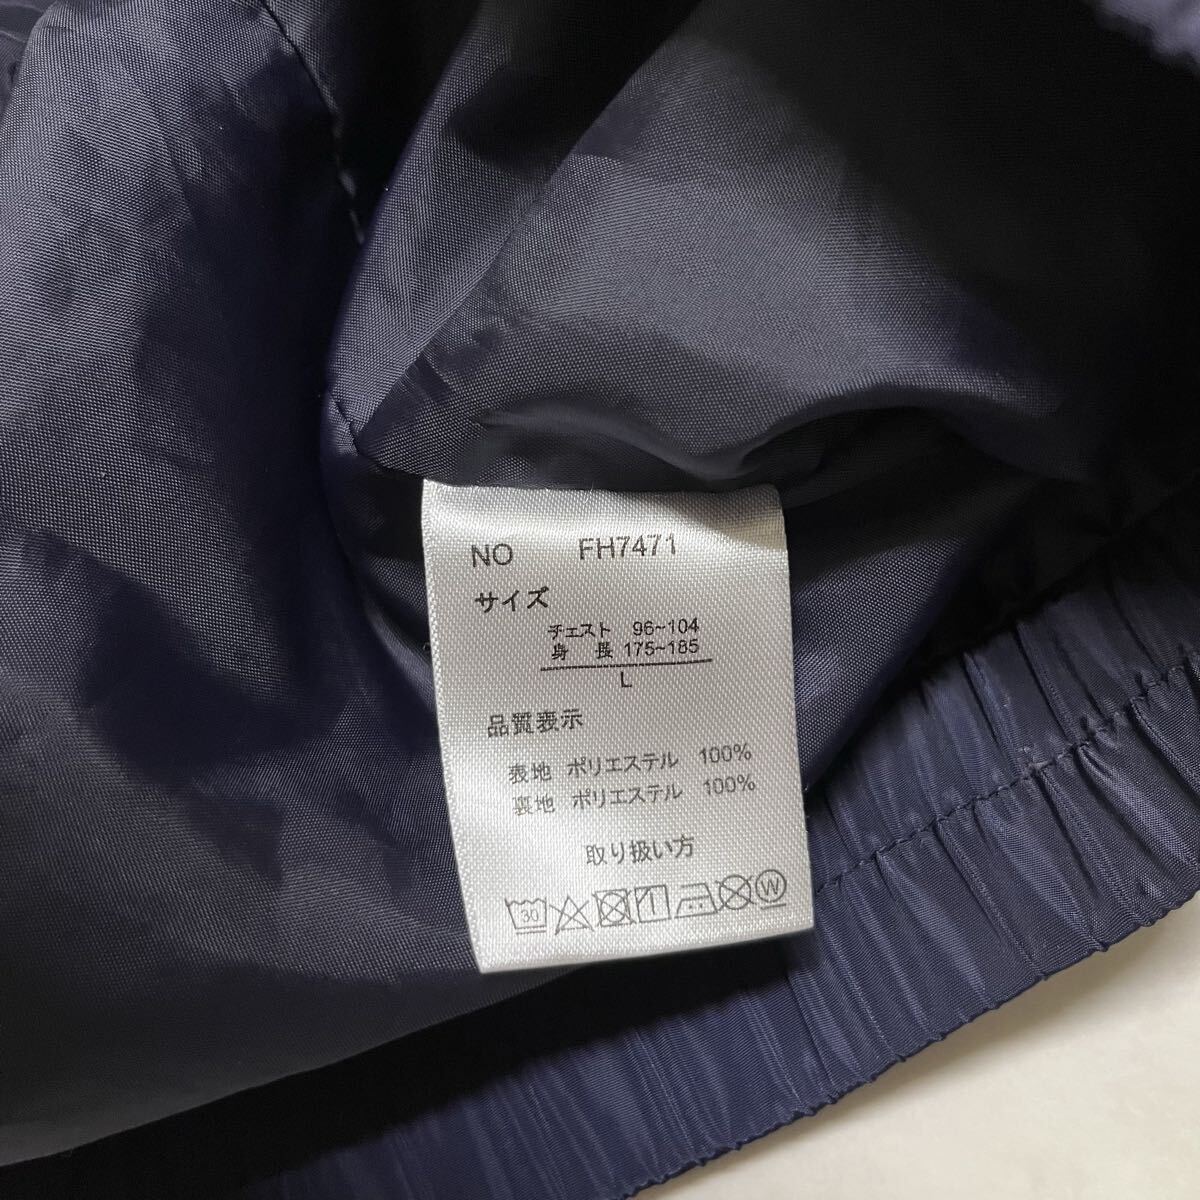 NO FH7471
サイズ
チェスト 96~104
身長 175~185
L
品質表示
表地 ポリエステル 100%
裏地 ポリエステル 100%
取り扱い方
30 W